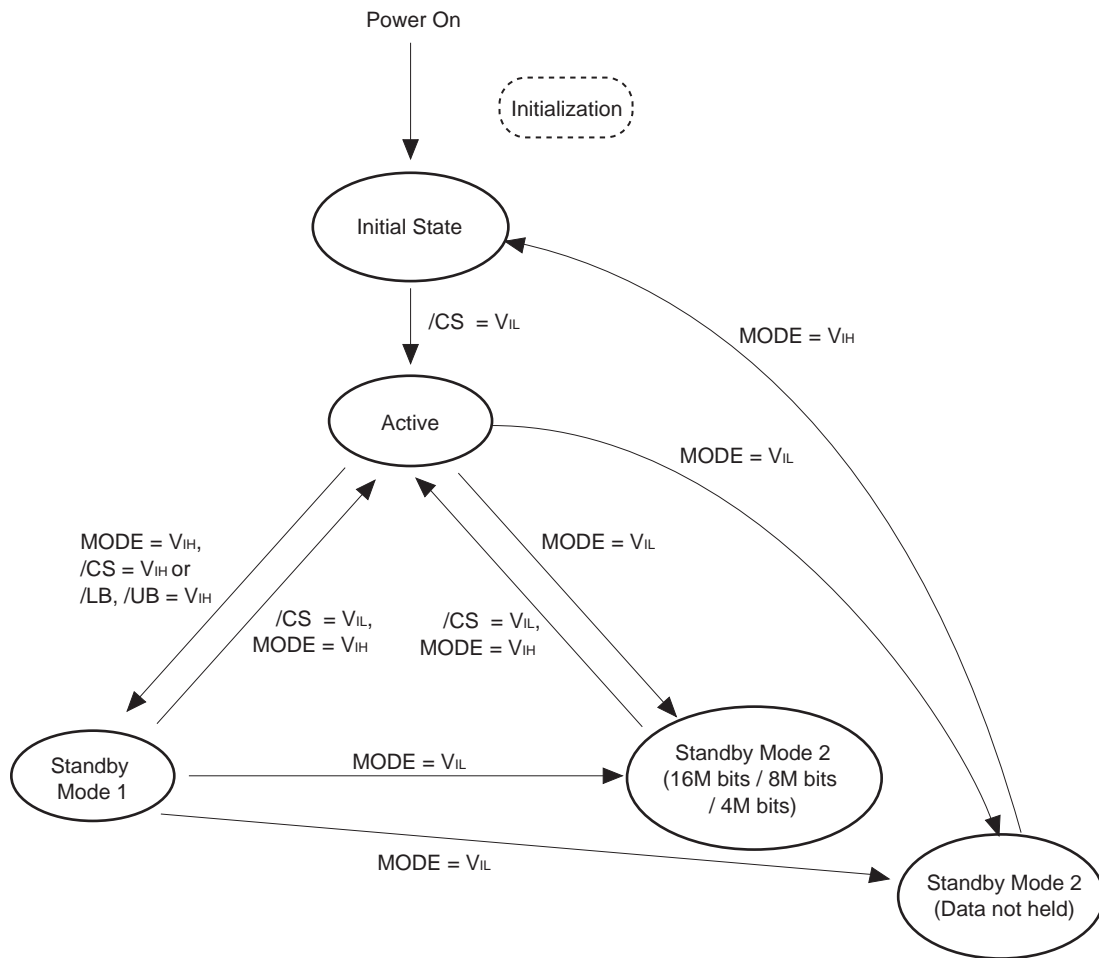 Power On
Initialization
Initial State
/CS = VIL
MODE = VIH
Active
MODE = VIL
MODE = VIH,
/CS = VIH or
/LB, /UB = VIH
MODE = VIL
/CS = VIL,
MODE = VIH
/CS = VIL,
MODE = VIH
Standby
Mode 1
MODE = VIL
Standby Mode 2
(16M bits / 8M bits
/ 4M bits)
MODE = VIL
Standby Mode 2
(Data not held)